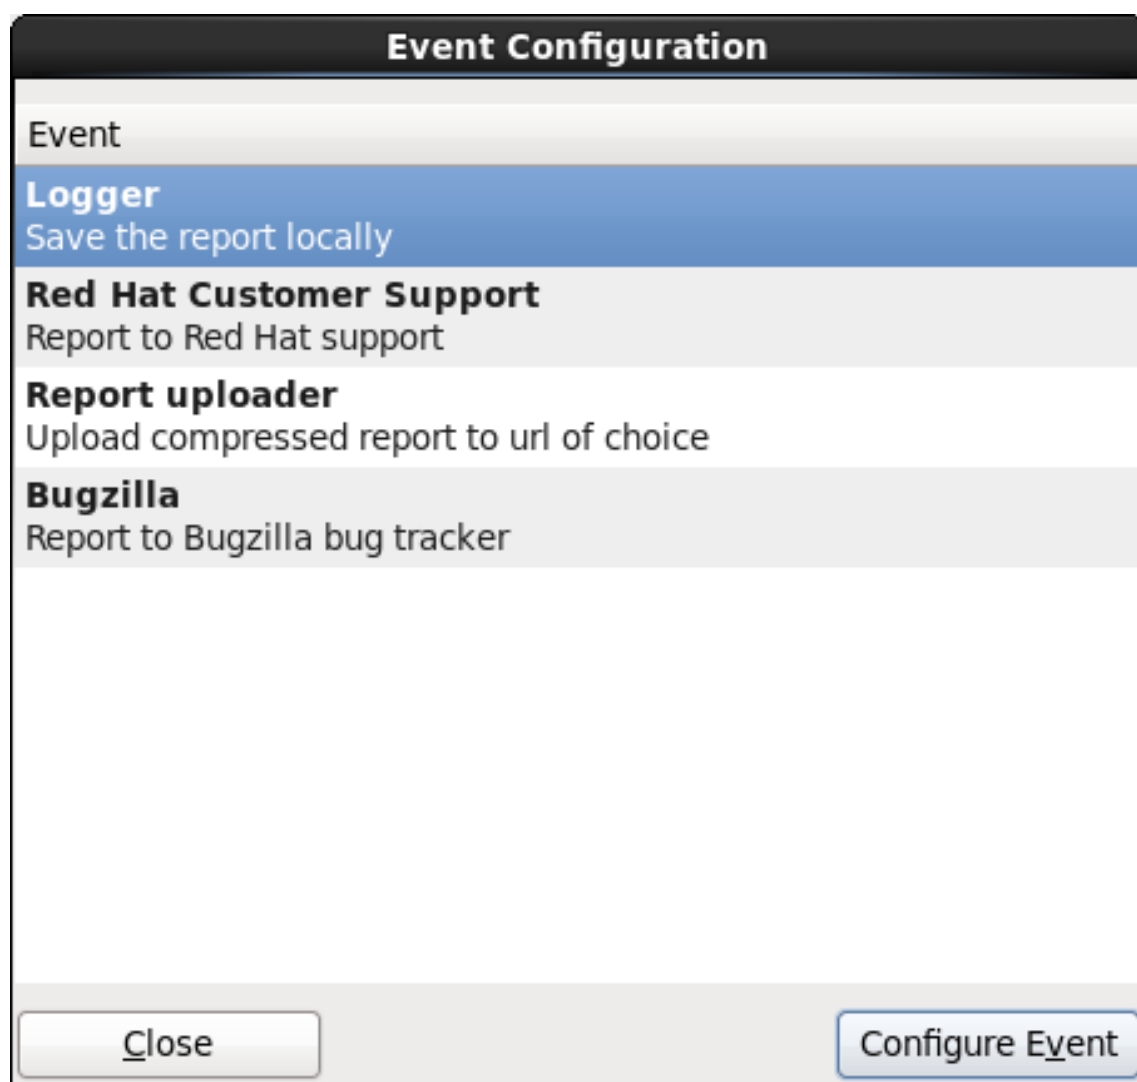 Event Configuration
Event
Logger
Save the report locally
Red Hat Customer Support
Report to Red Hat support
Report uploader
Upload compressed report to url of choice
Bugzilla
Report to Bugzilla bug tracker
Close
Configure Event